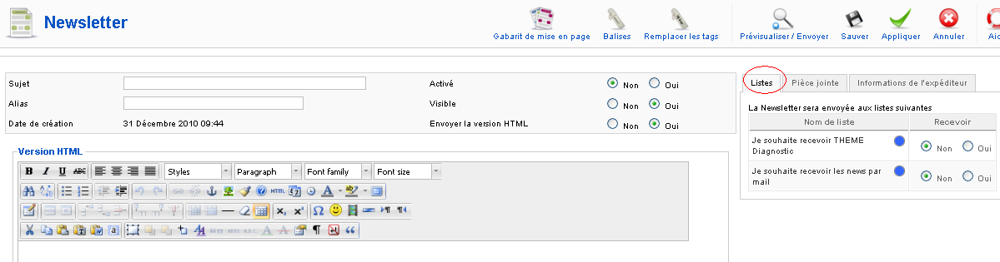 Newsletter
Gabarit de mise en page Balises Remplacer les tags Prévisualiser / Envoyer Sauver Appliquer Annuler
Sujet Activé Non Oui
Alias Visible Non Oui
Date de création 31 Décembre 2010 09:44 Envoyer la version HTML Non Oui
Listes Pièce jointe Informations de l'expéditeur
La Newsletter sera envoyée aux listes suivantes
Nom de liste Recevoir
Je souhaite recevoir THEME
Diagnostic
Non Oui
Je souhaite recevoir les news par
mail
Non Oui
Version HTML
B I U ABC Styles Paragraph Font family Font size
HTML